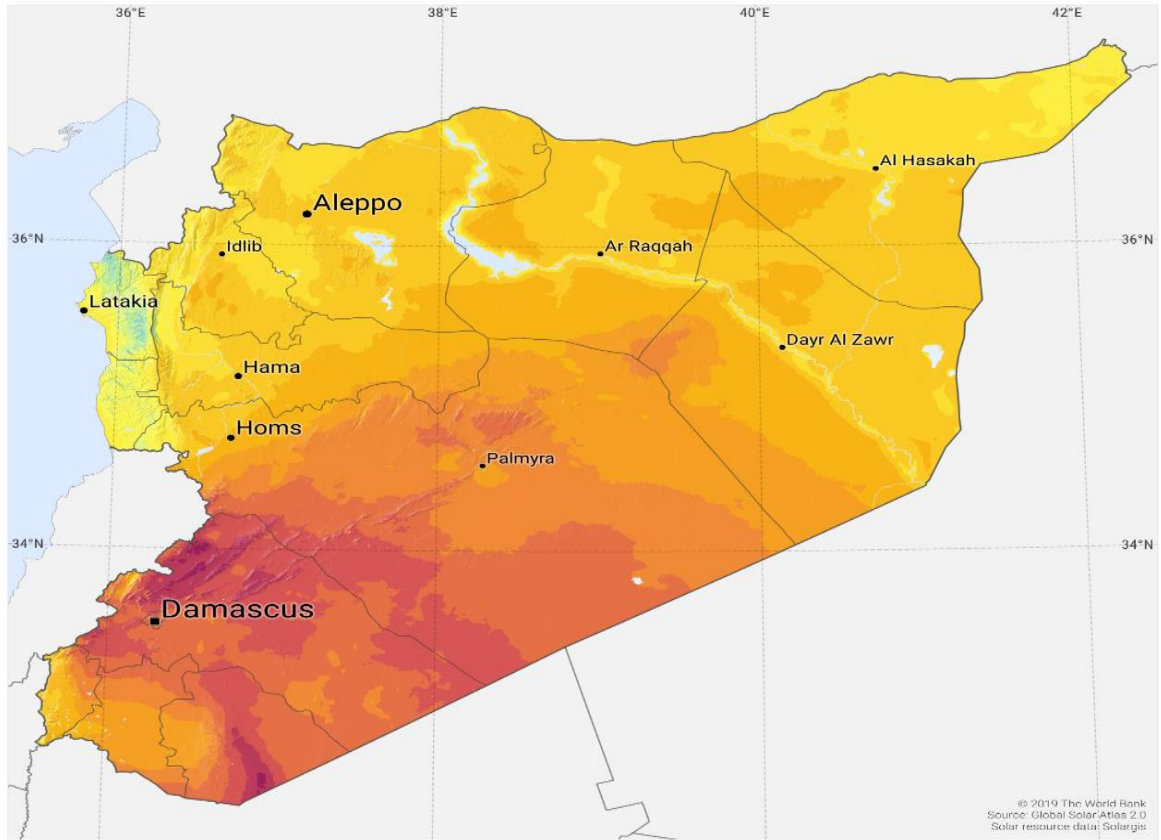 36°E
38°E
40°E
42°E
Al Hasakah
Aleppo
36°N
Idlib
Ar Raqqah
36°N
Latakia
Dayr Al Zawr
Hama
Homs
Palmyra
34°N
34°N
Damascus
© 2019 The World Bank
Source: Global Solar Atlas 2.0
Solar resource data: Solargis